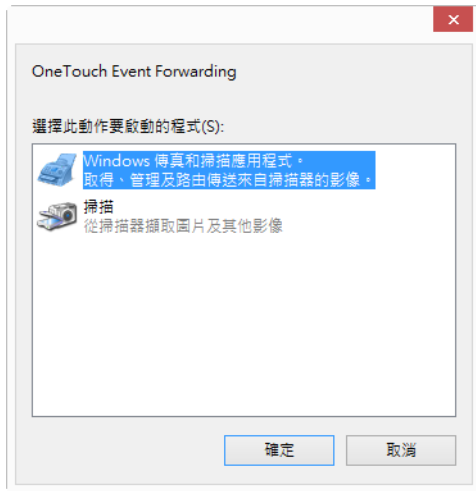 OneTouch Event Forwarding
選擇此動作要啟動的程式(S):
Windows 傳真和掃描應用程式。
取得、管理及路由傳送來自掃描器的影像。
掃描
從掃描器擷取圖片及其他影像
確定
取消